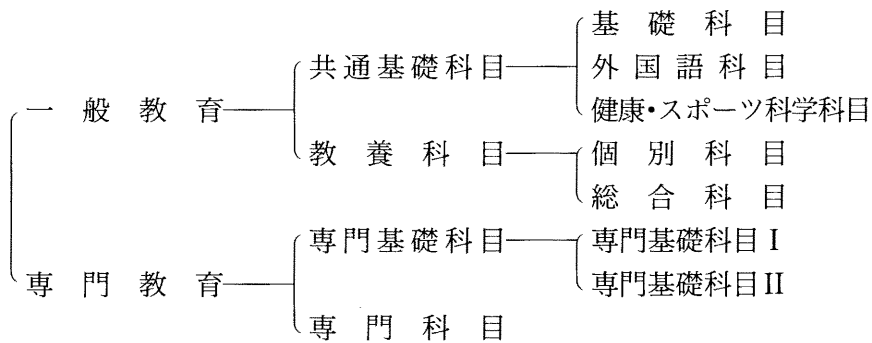 基礎科目
共通基礎科目
外国語科目
一般教育
健康・スポーツ科学科目
教養科目
個別科目
総合科目
専門基礎科目
専門基礎科目Ⅰ
専門教育
専門基礎科目Ⅱ
専門科目